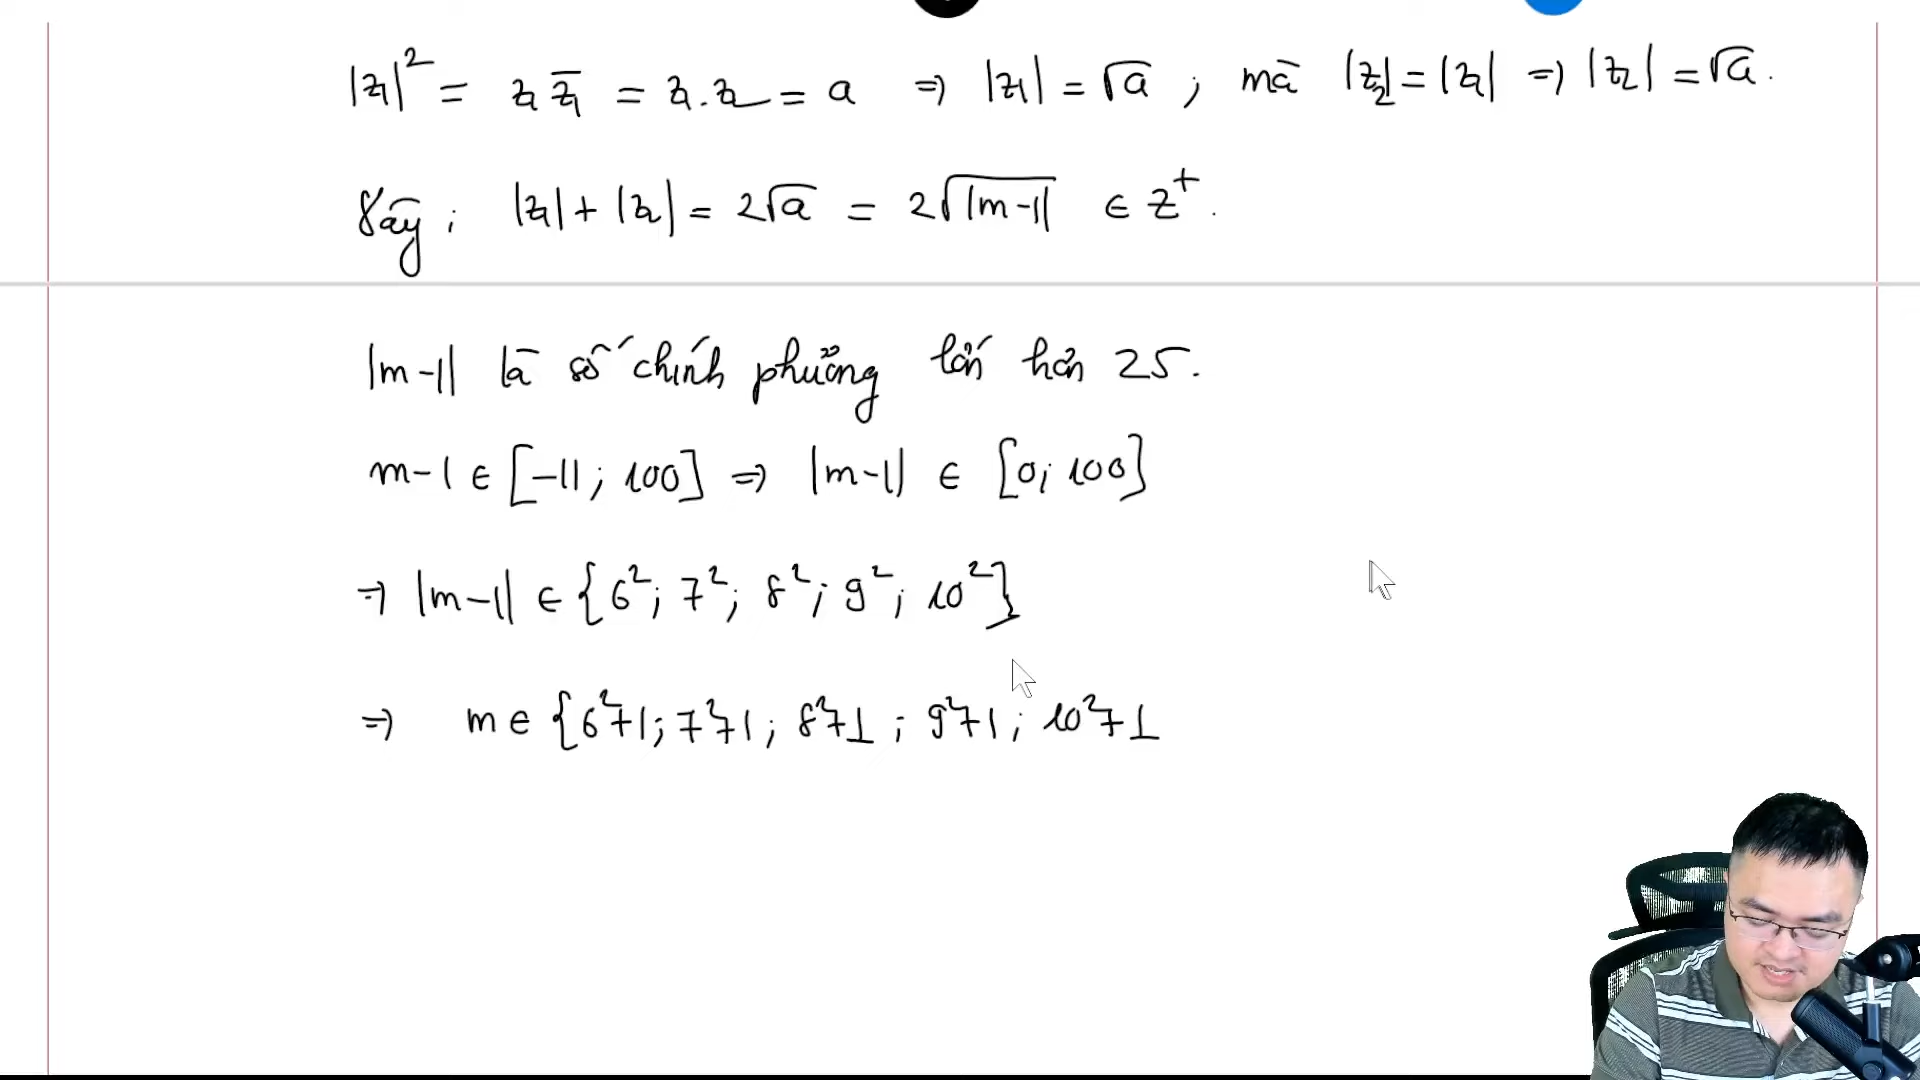 |z₁|² = z₁ z̄₁ = z₁.z₂ = a ⇒ |z₁| = √a ; mà |z₂| = |z₁| ⇒ |z₂| = √a.
Vậy ; |z₁| + |z₂| = 2√a = 2√|m-1| ∈ Z⁺.
|m-1| là số chính phương lớn hơn 25.
m-1 ∈ [-11; 100] ⇒ |m-1| ∈ [0; 100]
⇒ |m-1| ∈ {6²; 7²; 8²; 9²; 10²}
⇒ m ∈ {6²+1; 7²+1; 8²+1; 9²+1; 10²+1